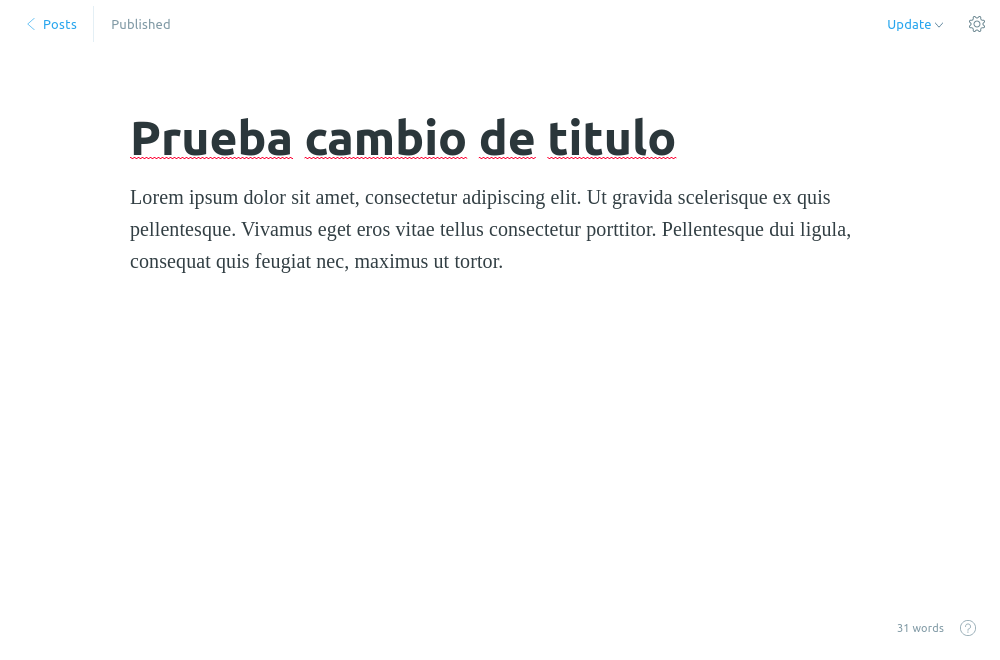 Posts
Published
Update
Prueba cambio de titulo
Lorem ipsum dolor sit amet, consectetur adipiscing elit. Ut gravida scelerisque ex quis
pellentesque. Vivamus eget eros vitae tellus consectetur porttitor. Pellentesque dui ligula,
consequat quis feugiat nec, maximus ut tortor.
31 words
?